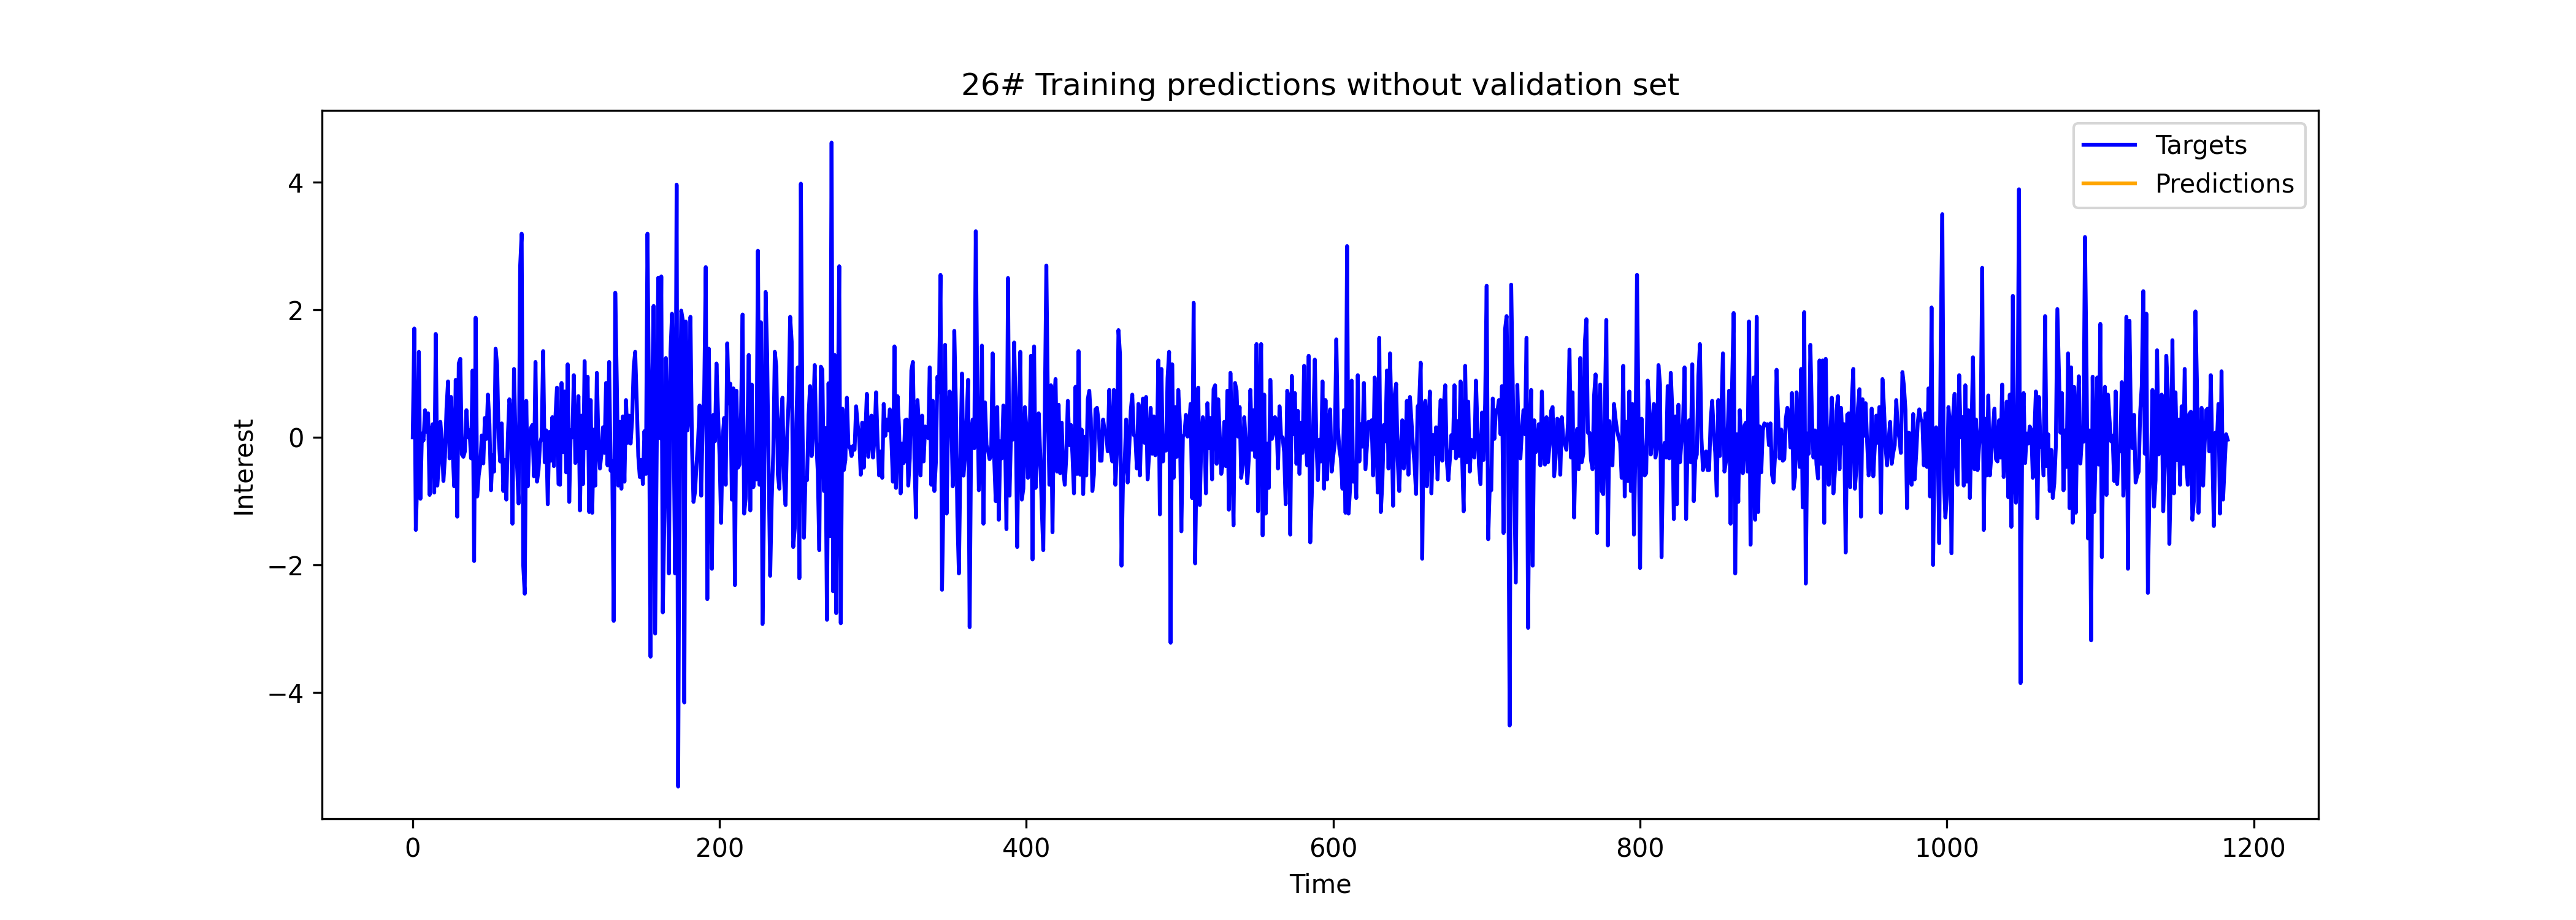 26# Training predictions without validation set
Targets
Predictions
4
2
0
−2
−4
Interest
0 200 400 600 800 1000 1200
Time